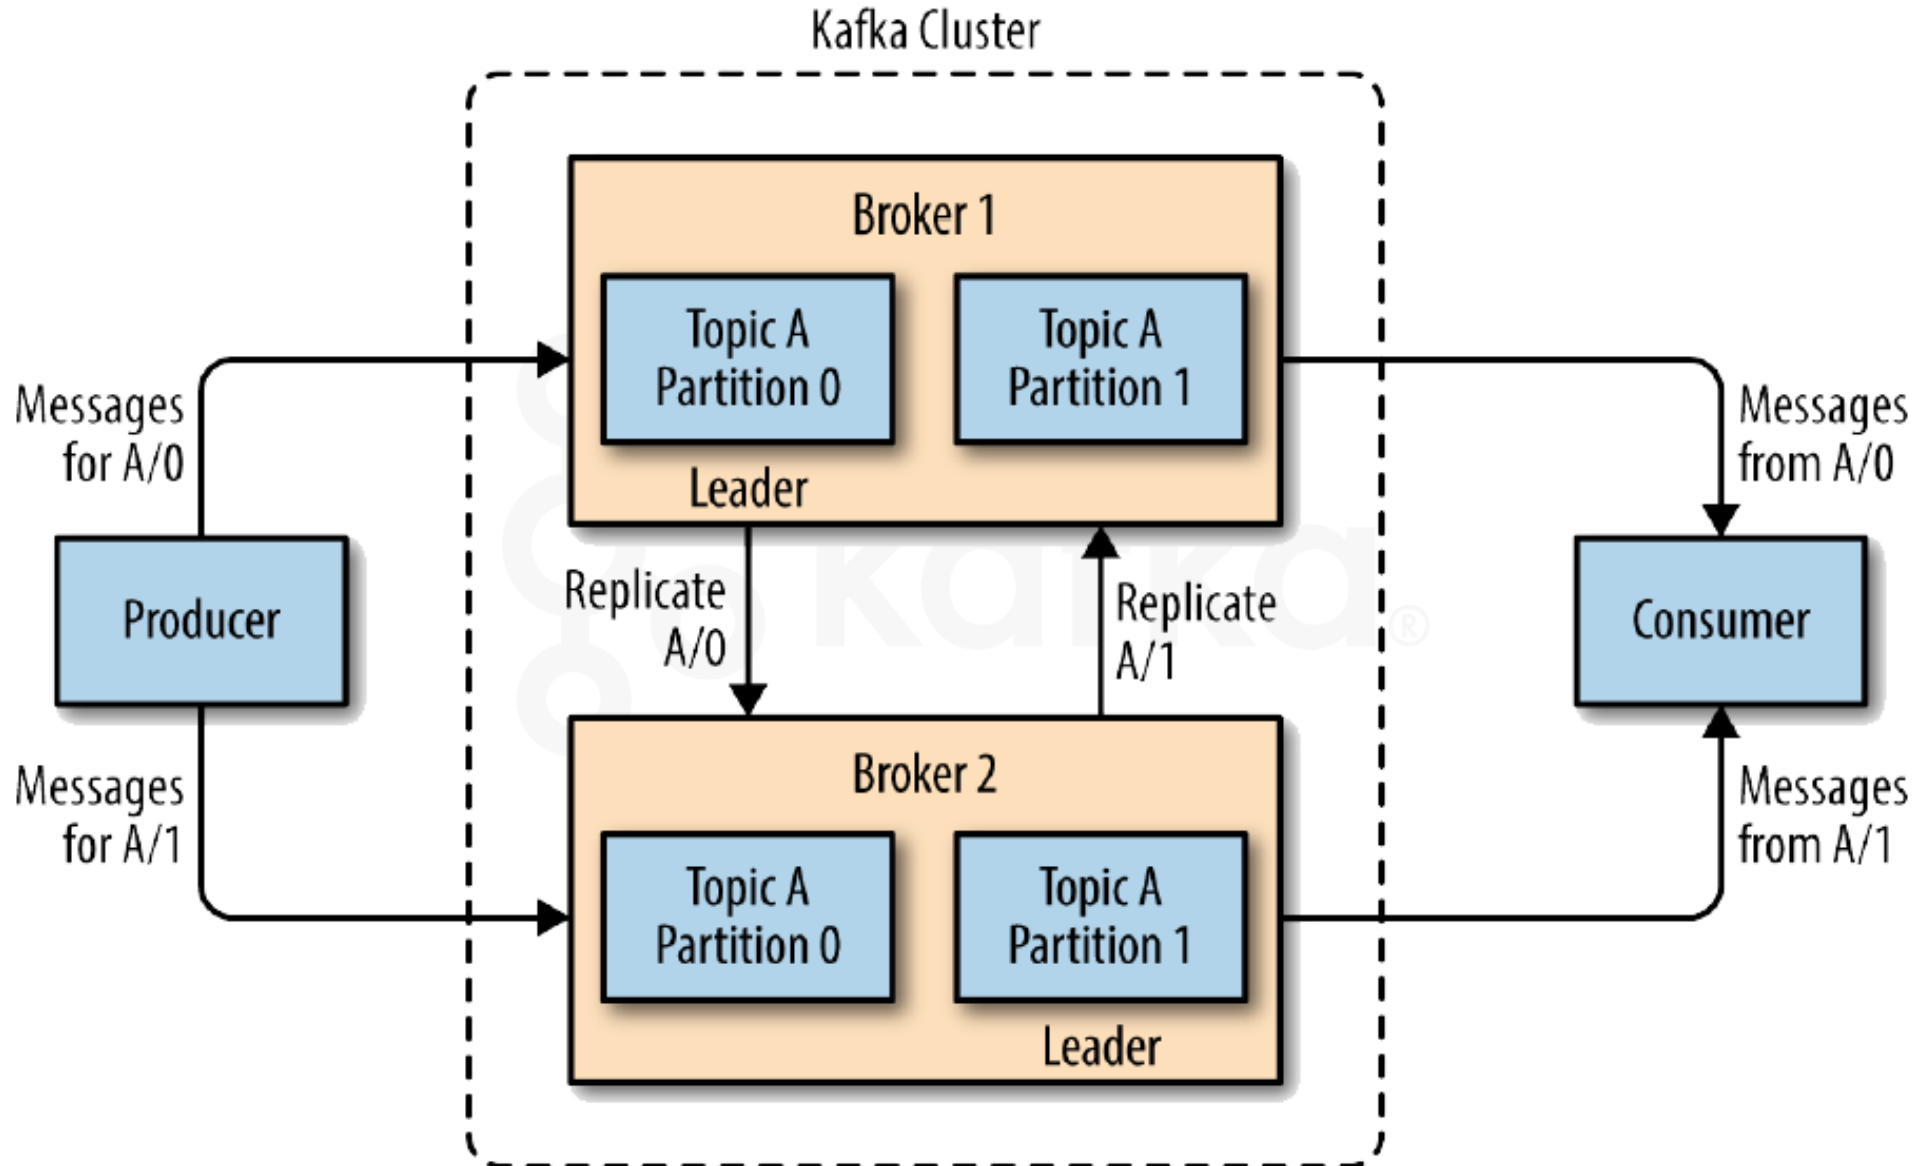 Kafka Cluster
Broker 1
Topic A
Partition 0
Topic A
Partition 1
Leader
Messages
for A/0
Messages
from A/0
Producer
Replicate
A/0
kafka®
Replicate
A/1
Consumer
Broker 2
Messages
for A/1
Messages
from A/1
Topic A
Partition 0
Topic A
Partition 1
Leader